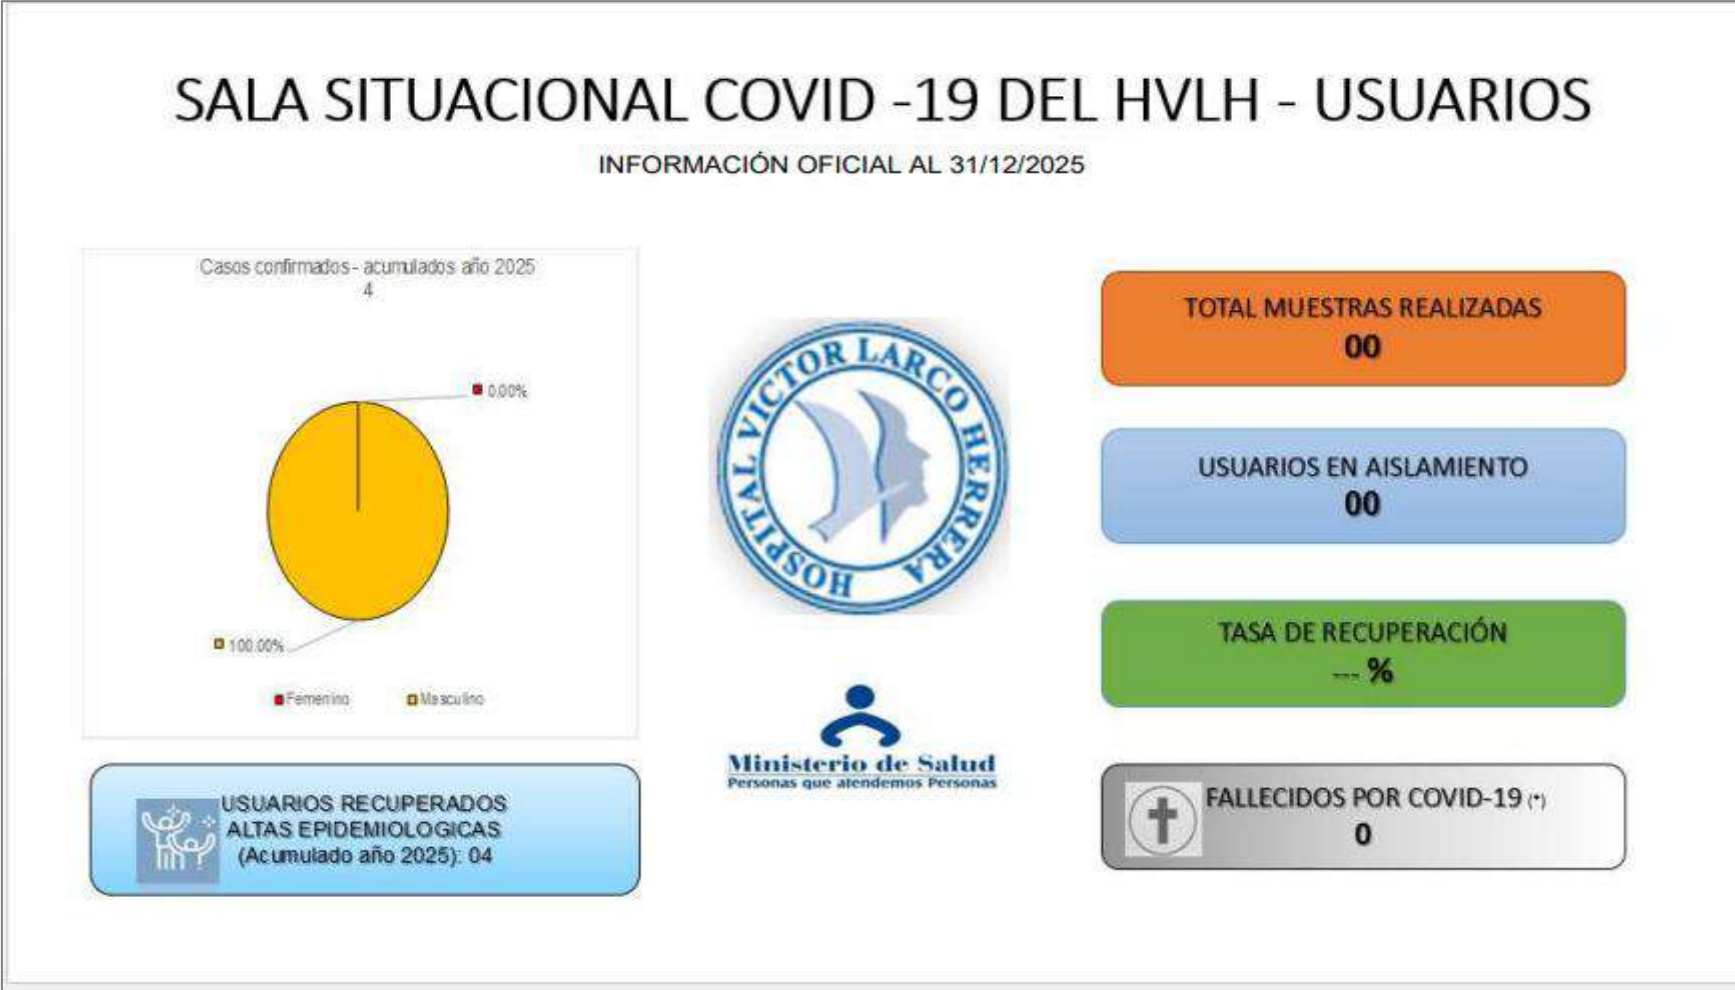 SALA SITUACIONAL COVID -19 DEL HVLH - USUARIOS
INFORMACIÓN OFICIAL AL 31/12/2025
Casos confirmados - acumulados año 2025
4
0.00%
100.00%
Femenino
Masculino
USUARIOS RECUPERADOS
ALTAS EPIDEMIOLOGICAS
(Acumulado año 2025): 04
HOSPITAL VICTOR LARCO HERRERA
Ministerio de Salud
Personas que atendemos Personas
TOTAL MUESTRAS REALIZADAS
00
USUARIOS EN AISLAMIENTO
00
TASA DE RECUPERACIÓN
--- %
FALLECIDOS POR COVID-19 (*)
0